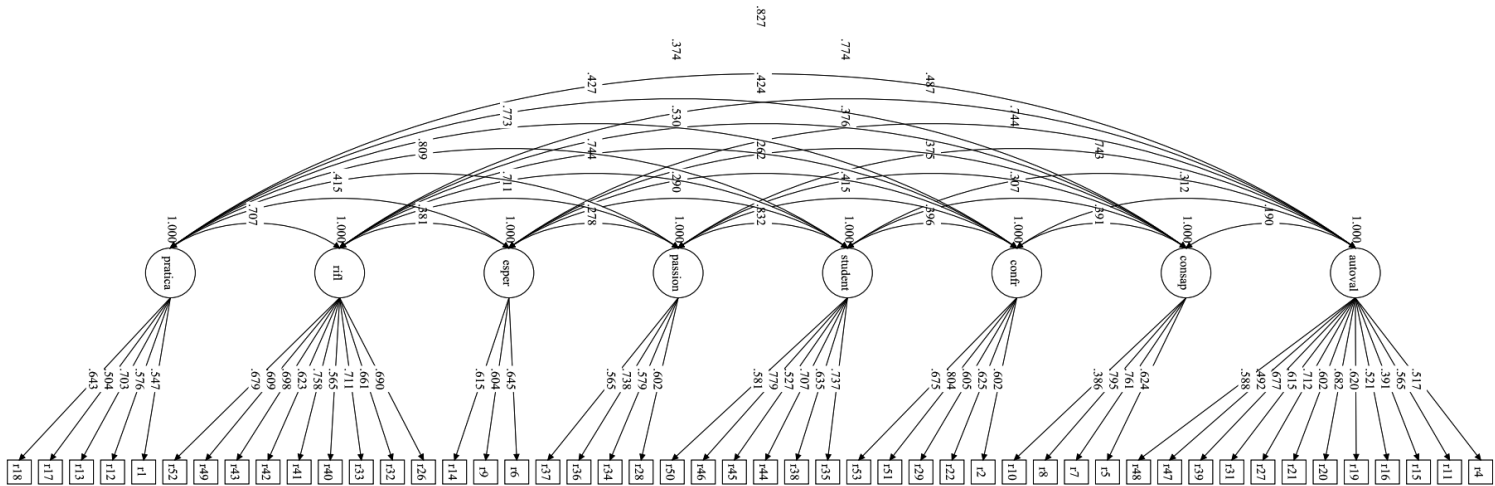 .827
.374 .774
.427 .424 .487
.773 .530 .376 .744
.809 .744 .262 .375 .743
.415 .711 .290 .415 .307 .312
.707 .381 .278 .832 .396 .391 .190
1.000 1.000 1.000 1.000 1.000 1.000 1.000 1.000
pratica rifl esper passion student confr consap autoval
.643 .504 .703 .576 .547 .679 .609 .698 .623 .758 .565 .711 .661 .690 .615 .604 .645 .565 .738 .579 .602 .581 .779 .527 .707 .635 .737 .675 .804 .605 .625 .602 .386 .795 .761 .624 .588 .492 .677 .615 .712 .602 .682 .620 .521 .391 .565 .517
r18 r17 r13 r12 r1 r52 r49 r43 r42 r41 r40 r33 r32 r26 r14 r9 r6 r37 r36 r34 r28 r50 r46 r45 r44 r38 r35 r53 r51 r29 r22 r2 r10 r8 r7 r5 r48 r47 r39 r31 r27 r21 r20 r19 r16 r15 r11 r4